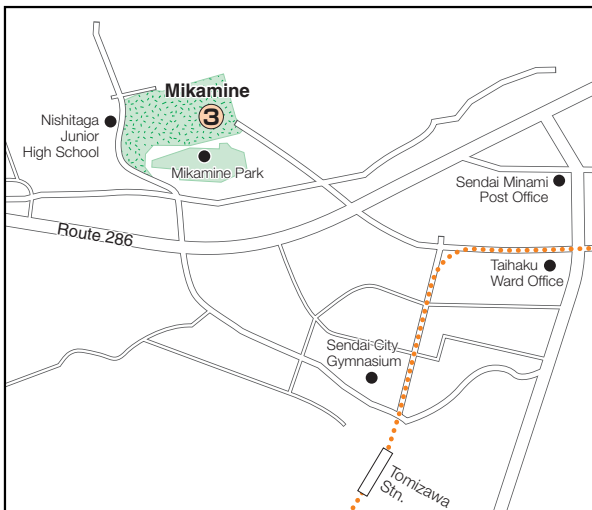 Mikamine
3
Nishitaga
Junior
High School
Mikamine Park
Sendai Minami
Post Office
Route 286
Taihaku
Ward Office
Sendai City
Gymnasium
Tomizawa
Stn.